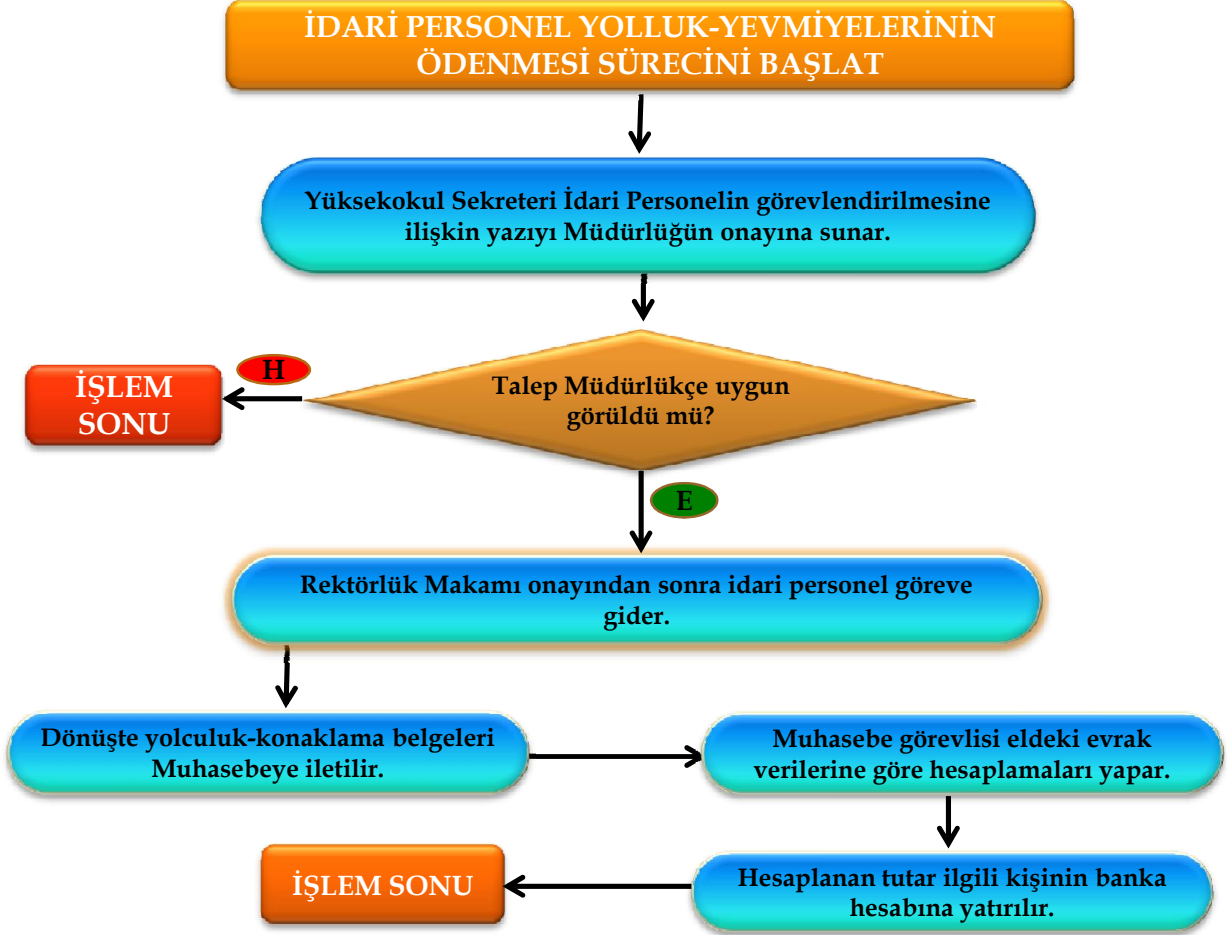 İDARİ PERSONEL YOLLUK-YEVMİYELERİNİN
ÖDENMESİ SÜRECİNİ BAŞLAT
Yüksekokul Sekreteri İdari Personelin görevlendirilmesine
ilişkin yazıyı Müdürlüğün onayına sunar.
H
İŞLEM
SONU
Talep Müdürlükçe uygun
görüldü mü?
E
Rektörlük Makamı onayından sonra idari personel göreve
gider.
Dönüşte yolculuk-konaklama belgeleri
Muhasebeye iletilir.
Muhasebe görevlisi eldeki evrak
verilerine göre hesaplamaları yapar.
Hesaplanan tutar ilgili kişinin banka
hesabına yatırılır.
İŞLEM SONU